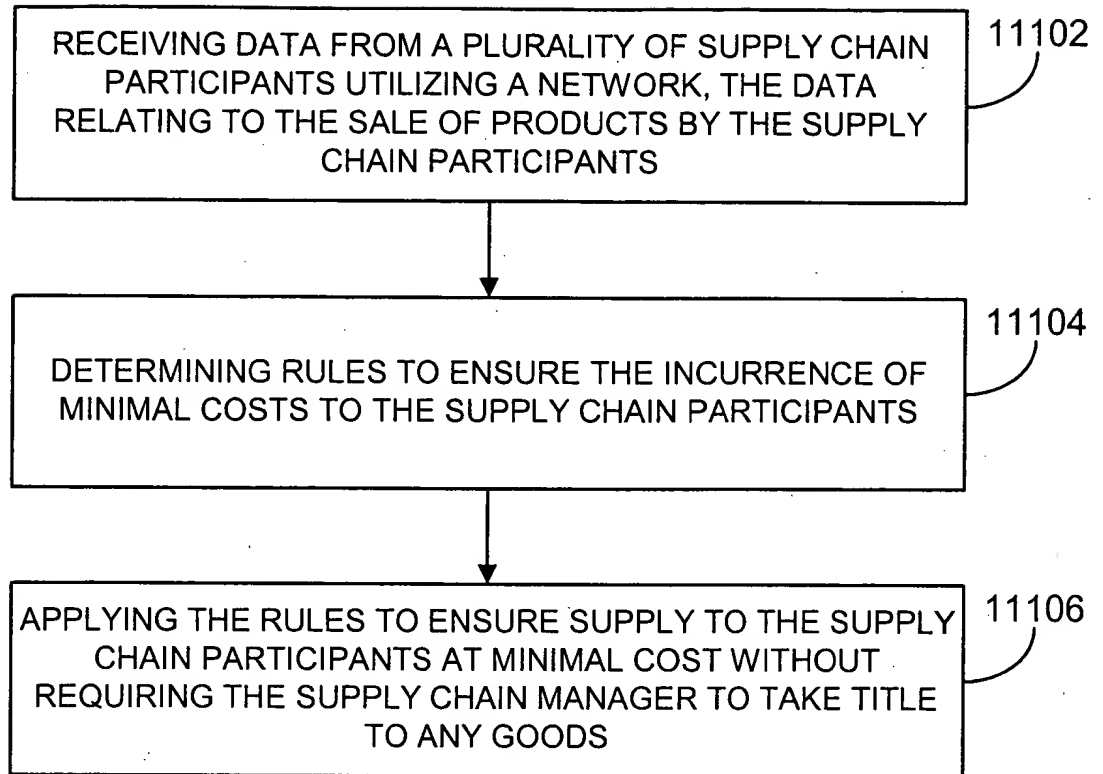 RECEIVING DATA FROM A PLURALITY OF SUPPLY CHAIN
PARTICIPANTS UTILIZING A NETWORK, THE DATA
RELATING TO THE SALE OF PRODUCTS BY THE SUPPLY
CHAIN PARTICIPANTS
11102
DETERMINING RULES TO ENSURE THE INCURRENCE OF
MINIMAL COSTS TO THE SUPPLY CHAIN PARTICIPANTS
11104
APPLYING THE RULES TO ENSURE SUPPLY TO THE SUPPLY
CHAIN PARTICIPANTS AT MINIMAL COST WITHOUT
REQUIRING THE SUPPLY CHAIN MANAGER TO TAKE TITLE
TO ANY GOODS
11106